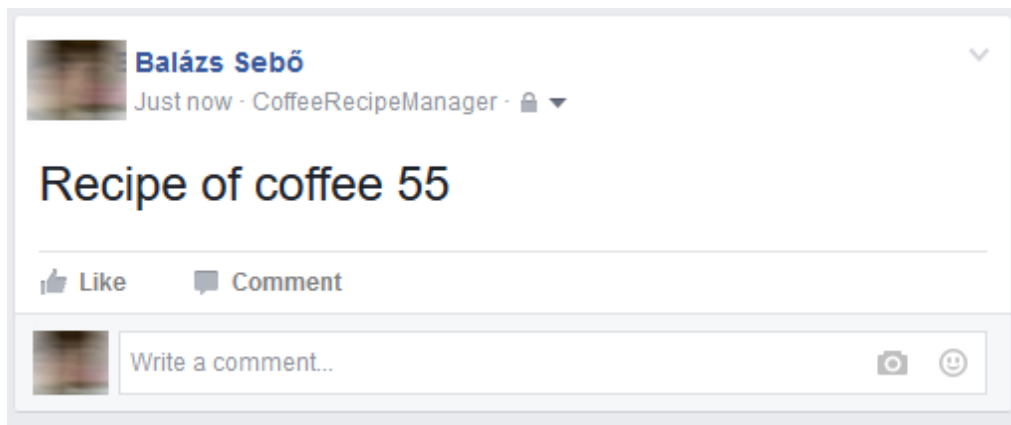 Balázs Sebő
Just now · CoffeeRecipeManager ·
Recipe of coffee 55
Like Comment
Write a comment...